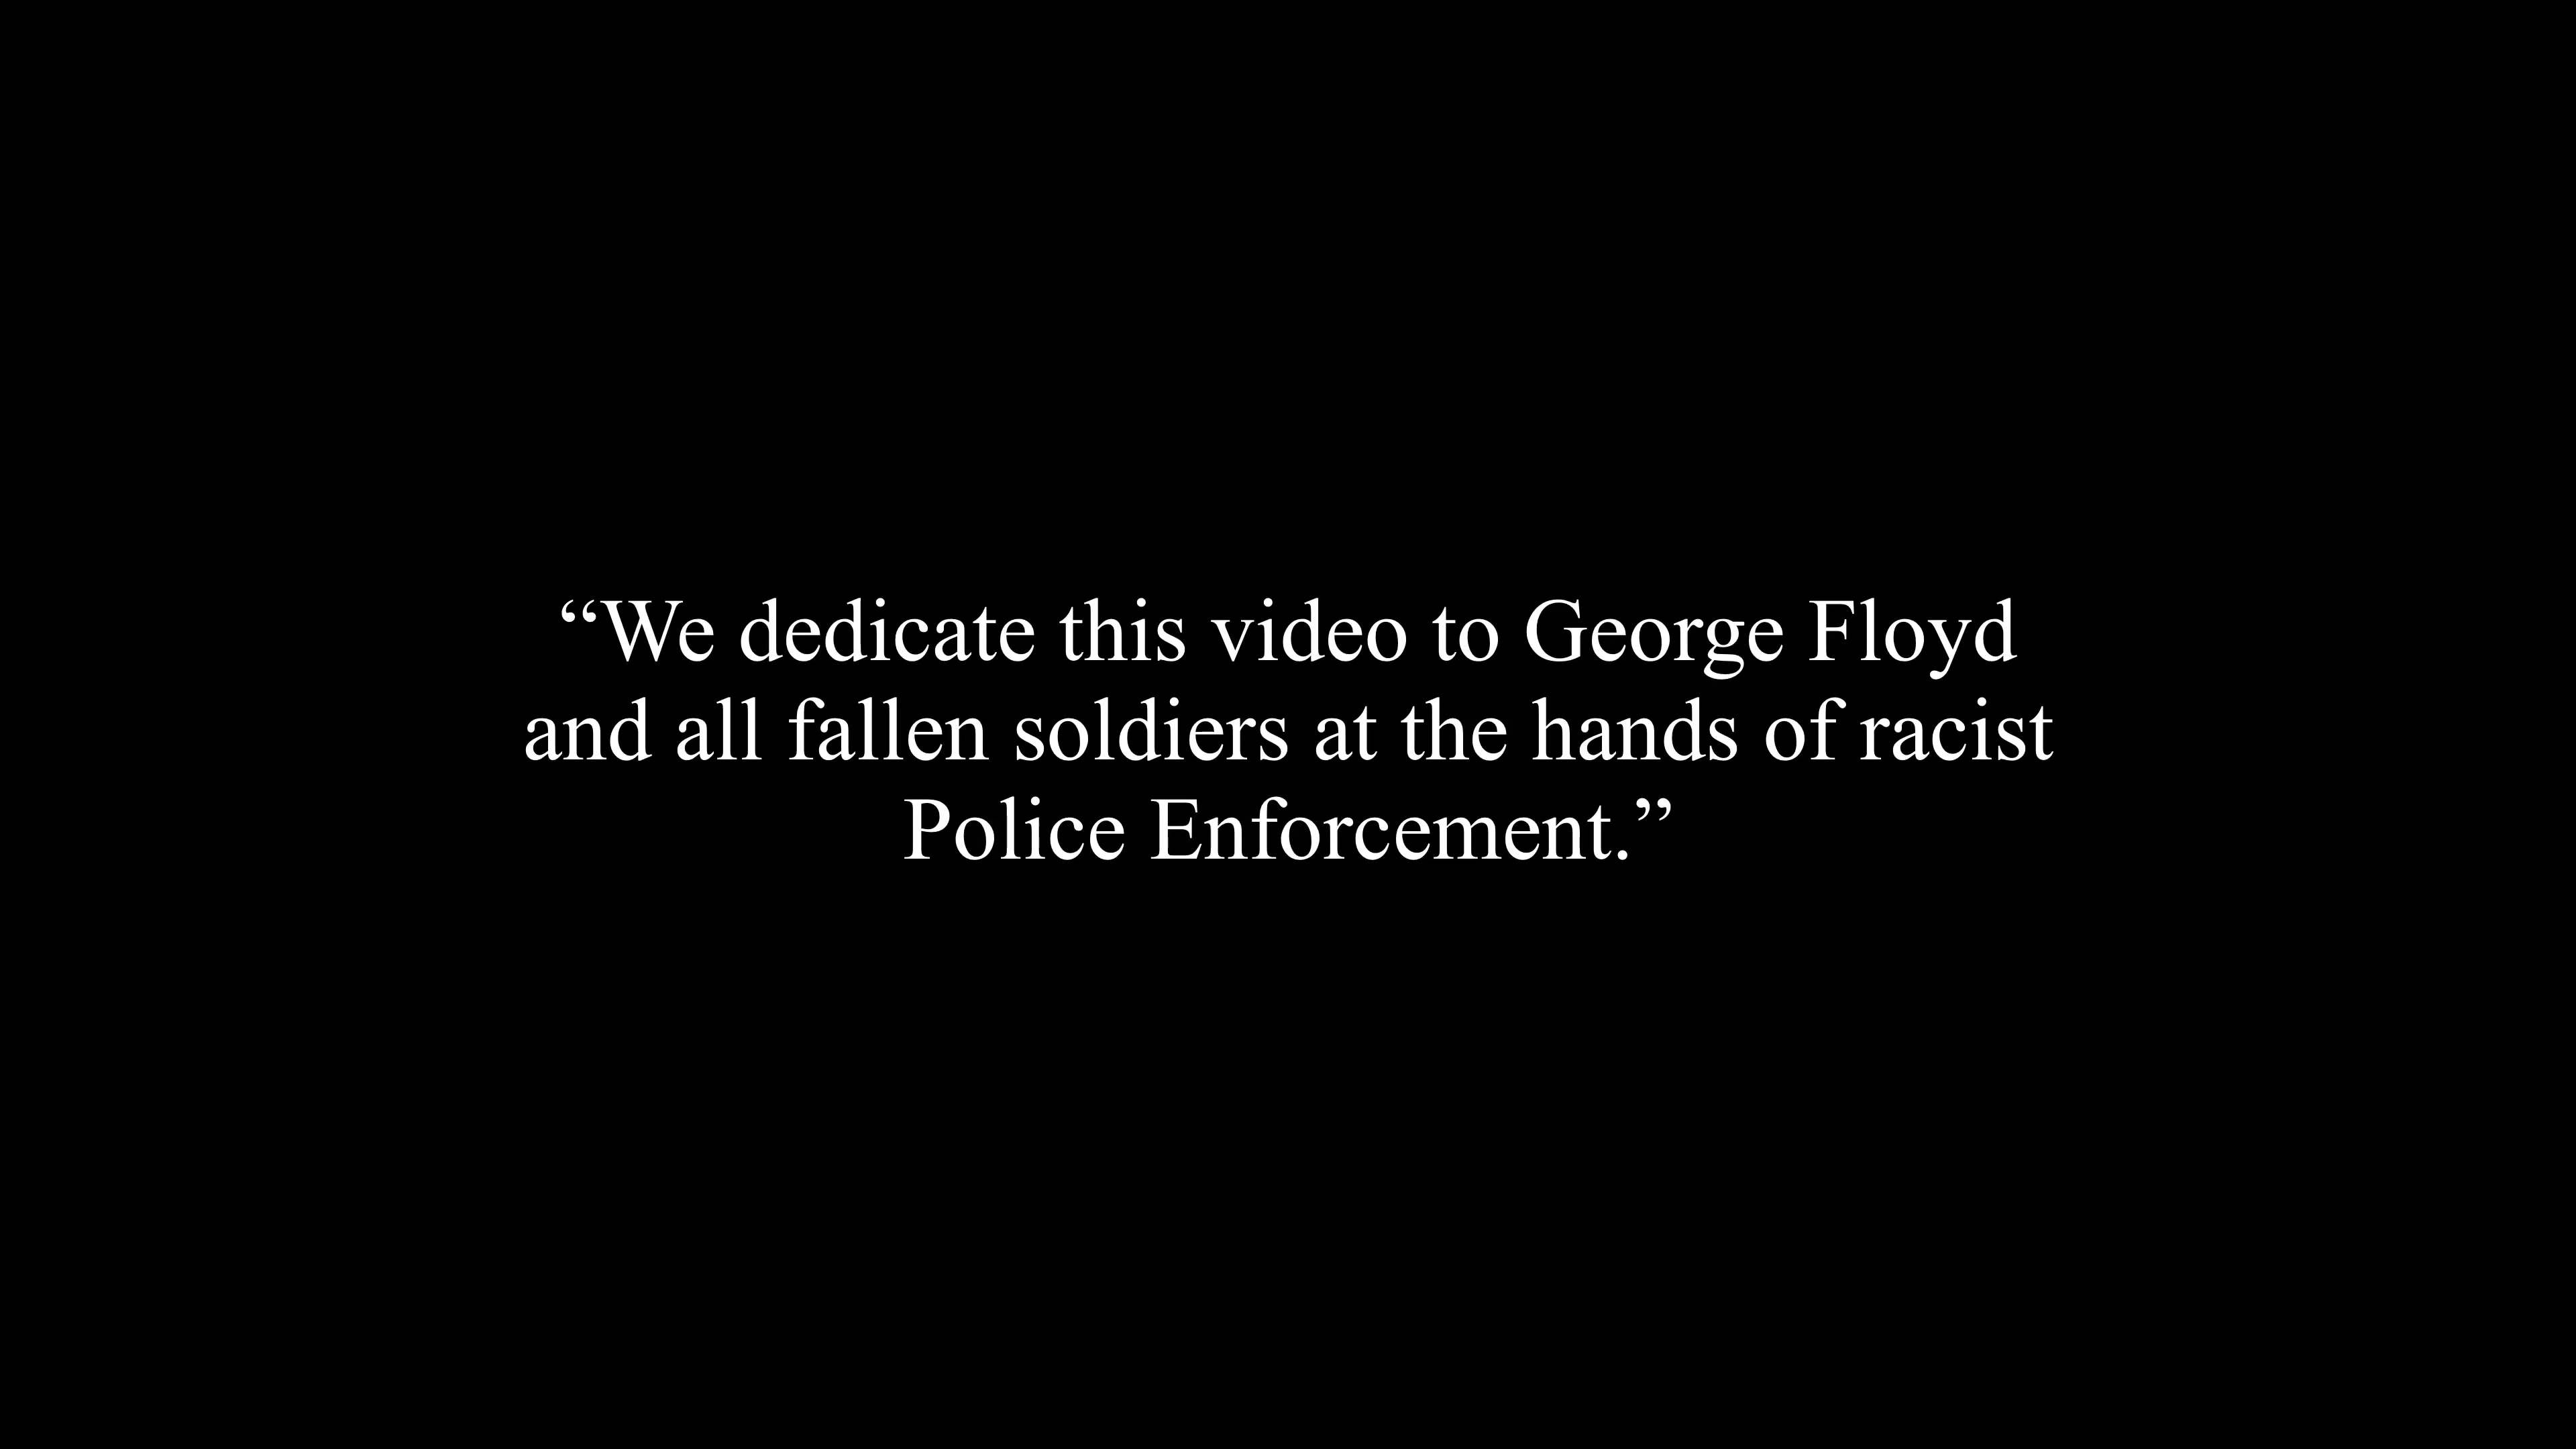 “We dedicate this video to George Floyd
and all fallen soldiers at the hands of racist
Police Enforcement.”